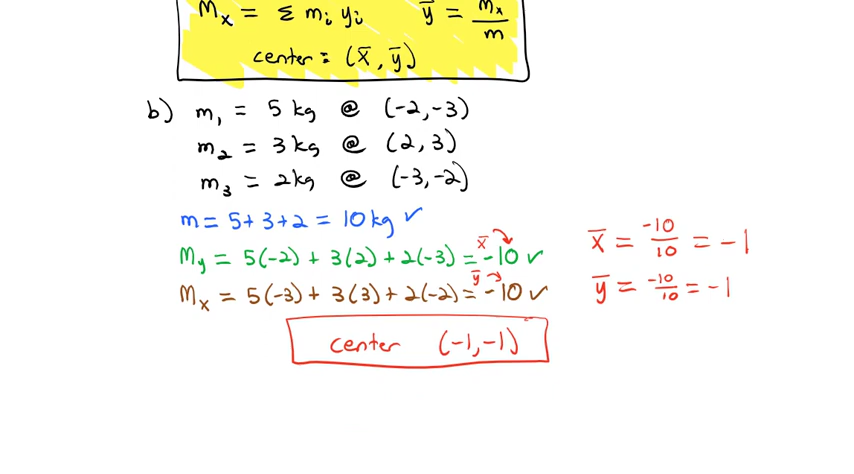 Mx = Σ mi yi    ȳ = Mx/m
center = (x̄, ȳ)
b) m1 = 5 kg @ (-2, -3)
m2 = 3 kg @ (2, 3)
m3 = 2 kg @ (-3, -2)
m = 5 + 3 + 2 = 10 kg ✓
x̄
My = 5(-2) + 3(2) + 2(-3) = -10 ✓
ȳ
Mx = 5(-3) + 3(3) + 2(-2) = -10 ✓
x̄ = -10/10 = -1
ȳ = -10/10 = -1
center (-1, -1)